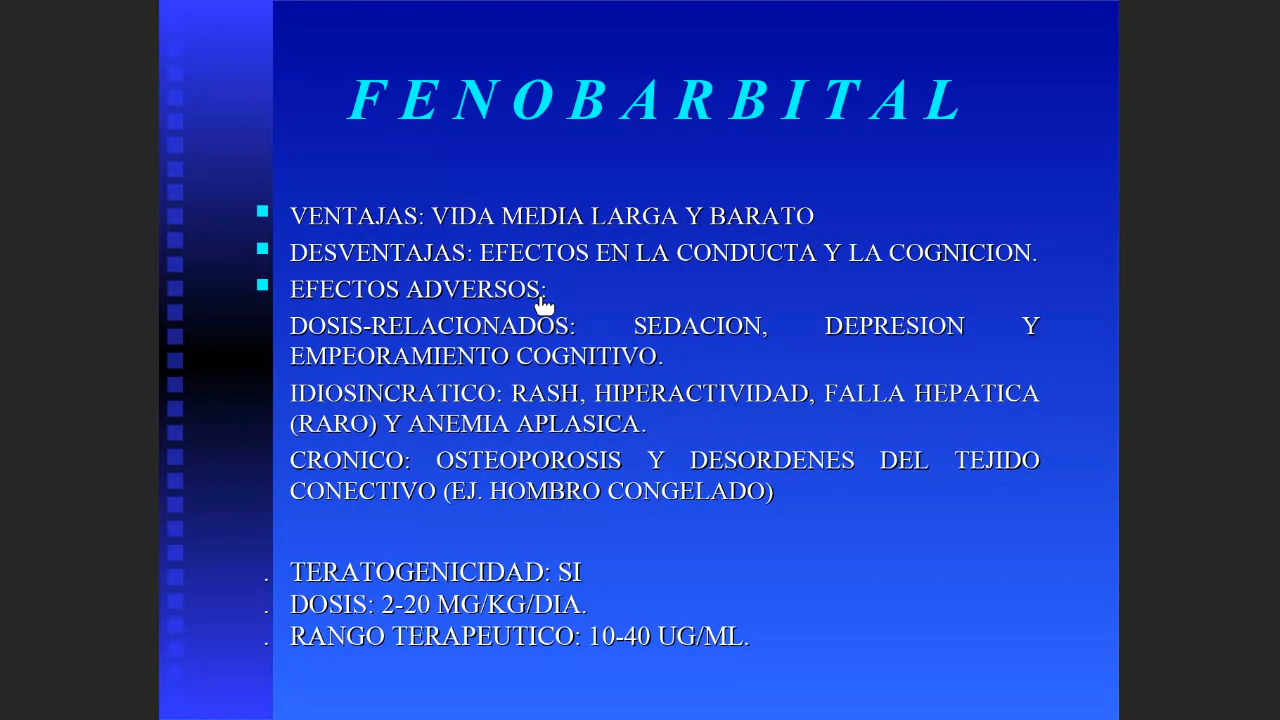 F E N O B A R B I T A L
VENTAJAS: VIDA MEDIA LARGA Y BARATO
DESVENTAJAS: EFECTOS EN LA CONDUCTA Y LA COGNICION.
EFECTOS ADVERSOS:
DOSIS-RELACIONADOS: SEDACION, DEPRESION Y
EMPEORAMIENTO COGNITIVO.
IDIOSINCRATICO: RASH, HIPERACTIVIDAD, FALLA HEPATICA
(RARO) Y ANEMIA APLASICA.
CRONICO: OSTEOPOROSIS Y DESORDENES DEL TEJIDO
CONECTIVO (EJ. HOMBRO CONGELADO)
. TERATOGENICIDAD: SI
. DOSIS: 2-20 MG/KG/DIA.
. RANGO TERAPEUTICO: 10-40 UG/ML.